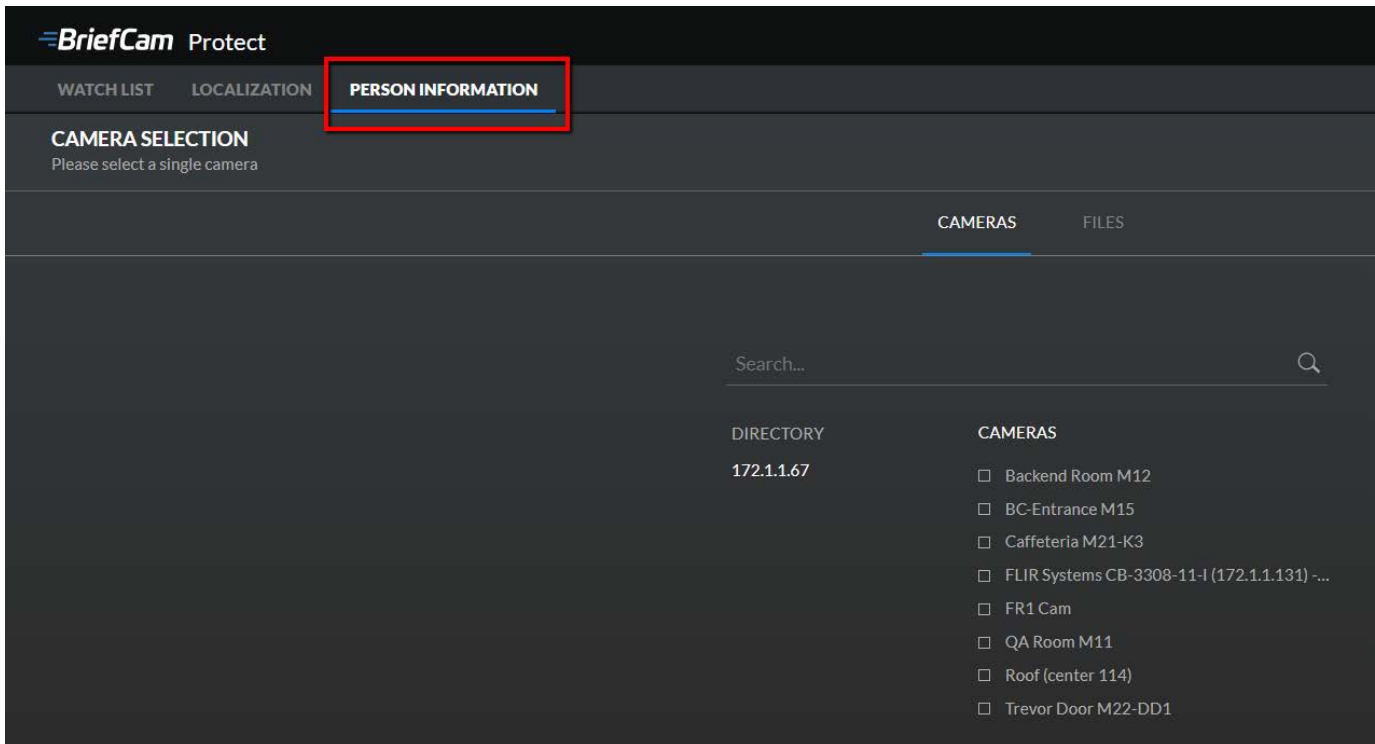 BriefCam Protect
WATCH LIST LOCALIZATION PERSON INFORMATION
CAMERA SELECTION
Please select a single camera
CAMERAS FILES
Search...
DIRECTORY CAMERAS
172.1.1.67
Backend Room M12
BC-Entrance M15
Caffeteria M21-K3
FLIR Systems CB-3308-11-I (172.1.1.131) -...
FR1 Cam
QA Room M11
Roof (center 114)
Trevor Door M22-DD1